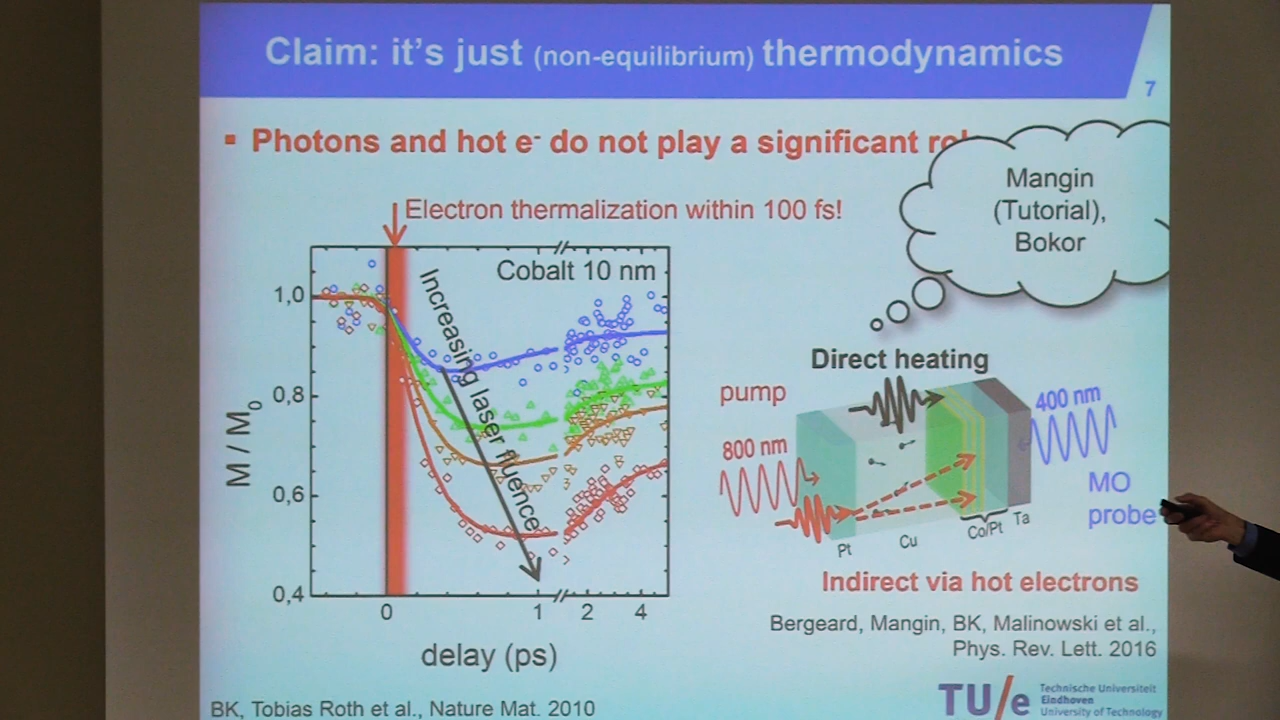 Claim: it's just (non-equilibrium) thermodynamics
7
▪ Photons and hot e- do not play a significant
Mangin
(Tutorial),
Bokor
Electron thermalization within 100 fs!
Cobalt 10 nm
Increasing laser fluence
1,0
0,8
0,6
0,4
M / M0
0
1
2
4
delay (ps)
Direct heating
pump
800 nm
400 nm
MO
probe
Pt
Cu
Co/Pt
Ta
Indirect via hot electrons
Bergeard, Mangin, BK, Malinowski et al.,
Phys. Rev. Lett. 2016
BK, Tobias Roth et al., Nature Mat. 2010
TU/e
Technische Universiteit
Eindhoven
University of Technology